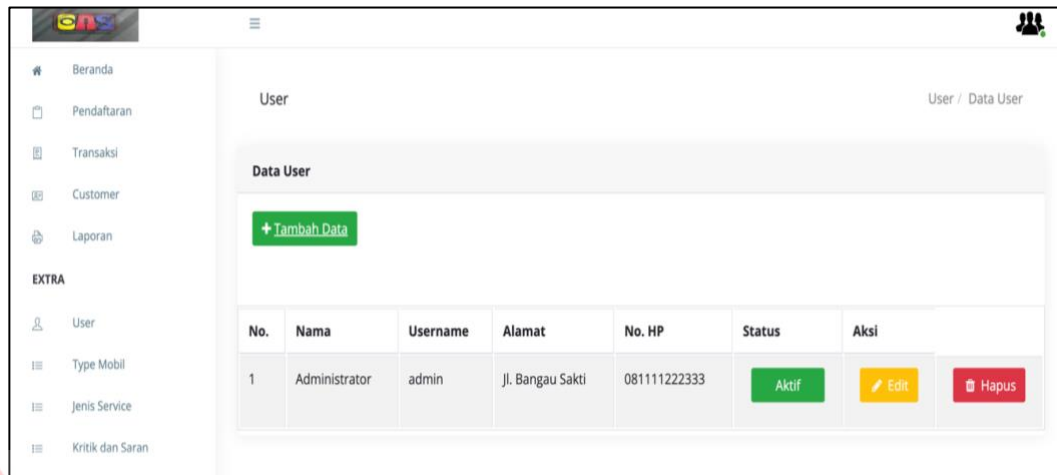 ons
Beranda
Pendaftaran
Transaksi
Customer
Laporan
EXTRA
User
Type Mobil
Jenis Service
Kritik dan Saran
User
User / Data User
Data User
+ Tambah Data
No. Nama Username Alamat No. HP Status Aksi
1 Administrator admin Jl. Bangau Sakti 081111222333 Aktif Edit Hapus